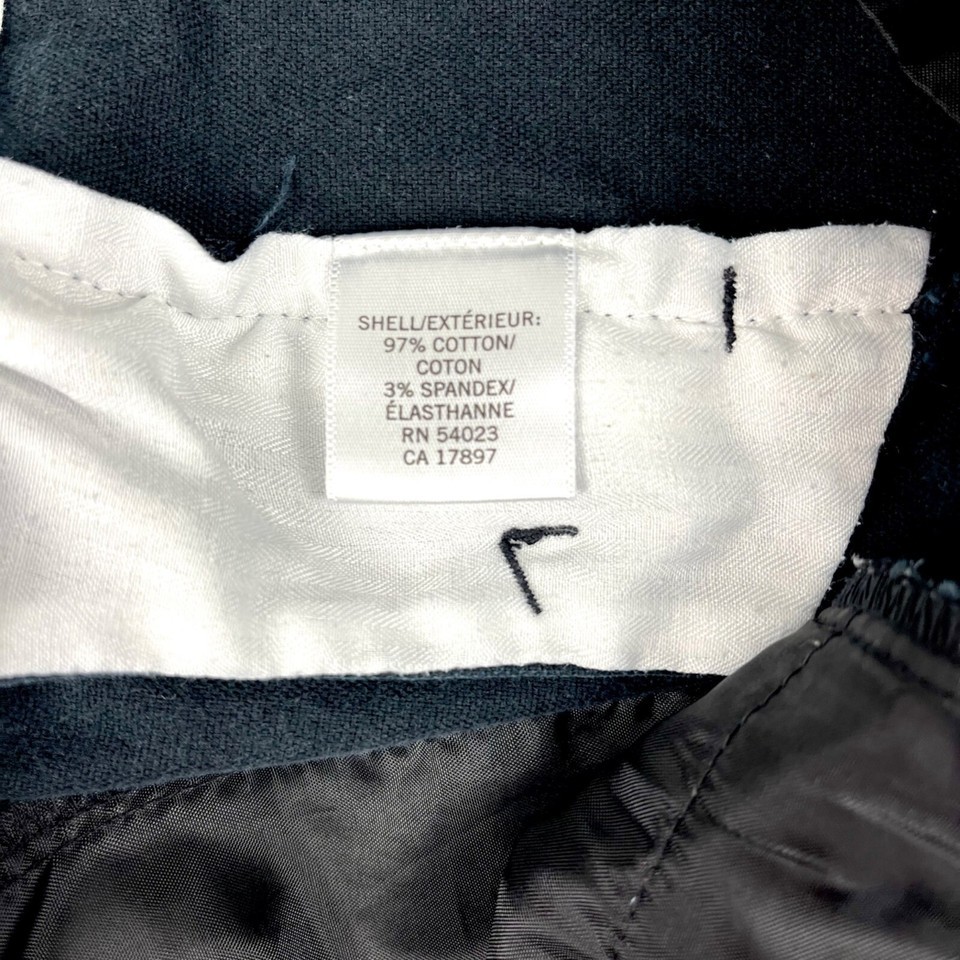 SHELL/EXTÉRIEUR:
97% COTTON/
COTON
3% SPANDEX/
ÉLASTHANNE
RN 54023
CA 17897